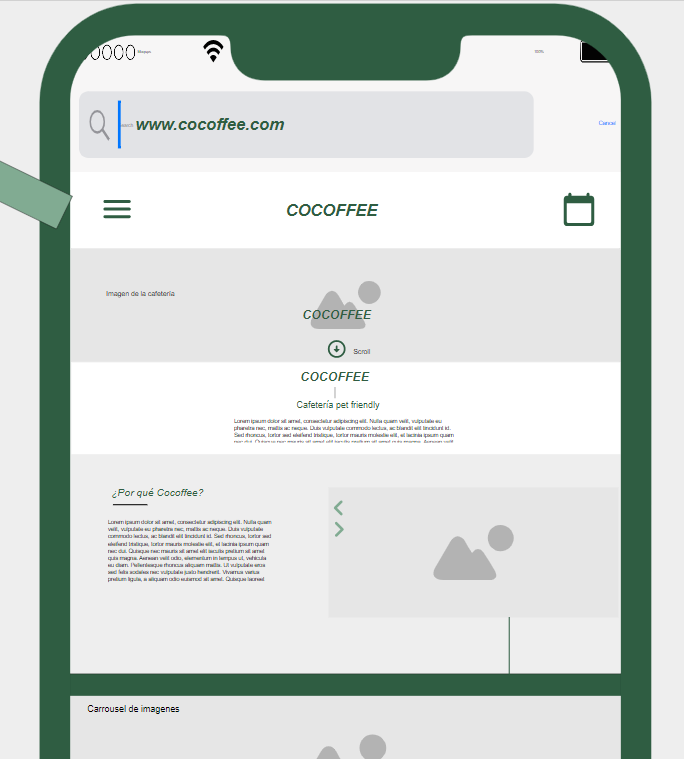 100%
www.cocoffee.com
Cancel
COCOFFEE
Imagen de la cafetería
COCOFFEE
Scroll
COCOFFEE
Cafetería pet friendly
Lorem ipsum dolor sit amet, consectetur adipiscing elit. Nulla quam
velit, vulputate eu pharetra nec, mattis ac neque. Duis vulputate
commodo lectus, ac blandit elit tincidunt id.
Sed rhoncus, tortor sed eleifend tristique, tortor mauris molestie elit, et lacinia ipsum quam
nec dui. Quisque nec mauris sit amet elit iaculis pretium sit amet quis magna. Aenean velit
¿Por qué Cocoffee?
Lorem ipsum dolor sit amet, consectetur adipiscing elit. Nulla quam
velit, vulputate eu pharetra nec, mattis ac neque. Duis vulputate
commodo lectus, ac blandit elit tincidunt id. Sed rhoncus, tortor sed
eleifend tristique, tortor mauris molestie elit, et lacinia ipsum quam
nec dui. Quisque nec mauris sit amet elit iaculis pretium sit amet
quis magna. Aenean velit odio, elementum in tempus ut, vehicula
eu diam. Pellentesque rhoncus aliquam mattis. Ut vulputate eros
sed felis sodales nec vulputate justo hendrerit. Vivamus varius
pretium ligula, a aliquam odio euismod sit amet. Quisque laoreet
Carrousel de imagenes